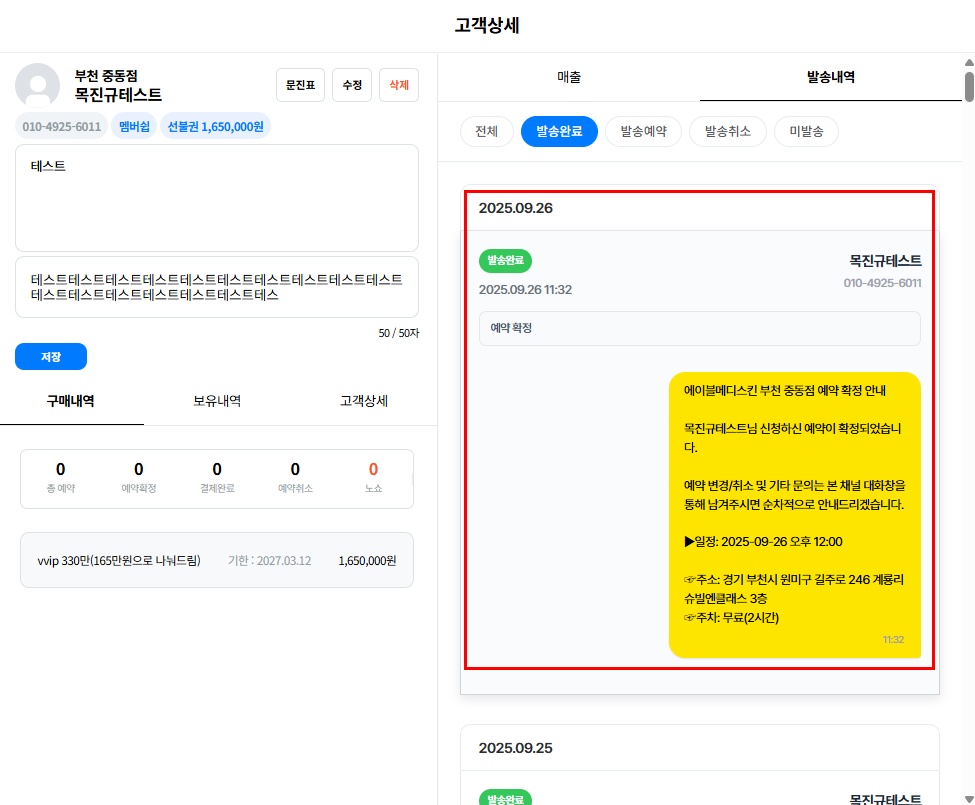 고객상세
부천 중동점
목진규테스트
문진표
수정
삭제
010-4925-6011
멤버쉽
선불권 1,650,000원
테스트
테스트테스트테스트테스트테스트테스트테스트테스트테스트테스트
테스트테스트테스트테스트테스트테스트테스
50 / 50자
저장
구매내역
보유내역
고객상세
0
0
0
0
0
총 예약
예약확정
결제완료
예약취소
노쇼
vvip 330만(165만원으로 나눠드림)
기한 : 2027.03.12
1,650,000원
매출
발송내역
전체
발송완료
발송예약
발송취소
미발송
2025.09.26
발송완료
목진규테스트
2025.09.26 11:32
010-4925-6011
예약 확정
에이블메디스킨 부천 중동점 예약 확정 안내
목진규테스트님 신청하신 예약이 확정되었습니
다.
예약 변경/취소 및 기타 문의는 본 채널 대화창을
통해 남겨주시면 순차적으로 안내드리겠습니다.
▶일정: 2025-09-26 오후 12:00
☞주소: 경기 부천시 원미구 길주로 246 계룡리
슈빌엔클래스 3층
☞주차: 무료(2시간)
11:32
2025.09.25
발송완료
목진규테스트